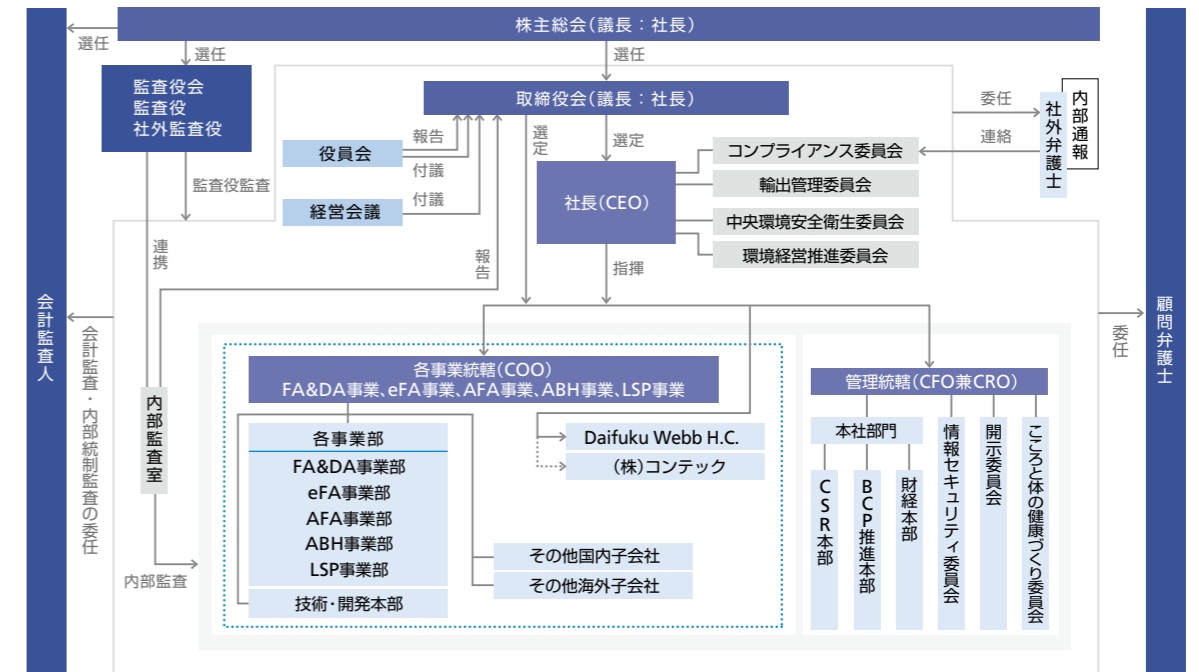 株主総会（議長：社長）
選任
選任
選任
監査役会
監査役
社外監査役
取締役会（議長：社長）
役員会
報告
付議
経営会議
付議
選定
選定
社長（CEO）
コンプライアンス委員会
輸出管理委員会
中央環境安全衛生委員会
環境経営推進委員会
委任
連絡
社外弁護士
内部通報
監査役監査
連携
報告
指揮
会計監査人
会計監査・内部統制監査の委任
顧問弁護士
委任
内部監査室
内部監査
各事業統轄（COO）
FA&DA事業、eFA事業、AFA事業、ABH事業、LSP事業
各事業部
FA&DA事業部
eFA事業部
AFA事業部
ABH事業部
LSP事業部
技術・開発本部
Daifuku Webb H.C.
（株）コンテック
その他国内子会社
その他海外子会社
管理統轄（CFO兼CRO）
本社部門
CSR本部
BCP推進本部
財経本部
情報セキュリティ委員会
開示委員会
こころと体の健康づくり委員会